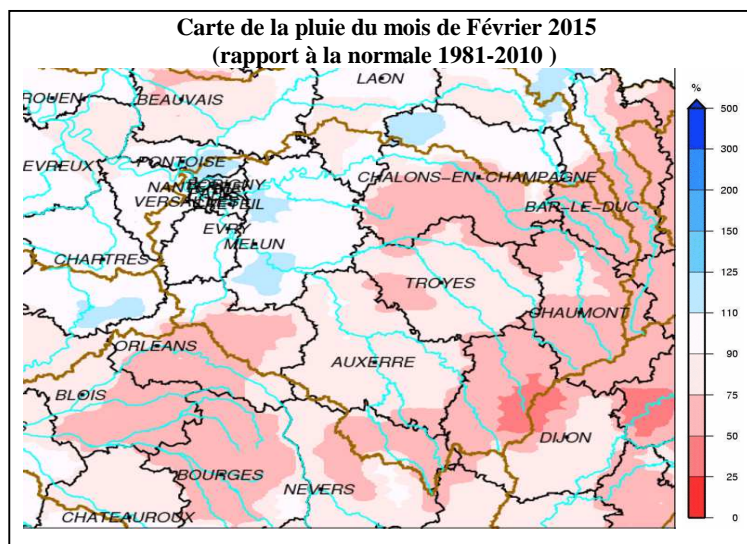 Carte de la pluie du mois de Février 2015
(rapport à la normale 1981-2010 )
LAON
%
ROUEN
BEAUVAIS
500
300
EVREUX
PONTOISE
CHALONS-EN-CHAMPAGNE
200
VERSAILLES
BAR-LE-DUC
150
EVRY
MELUN
125
CHARTRES
TROYES
110
CHAUMONT
ORLEANS
90
AUXERRE
BLOIS
75
DIJON
50
BOURGES
NEVERS
25
CHATEAUROUX
0